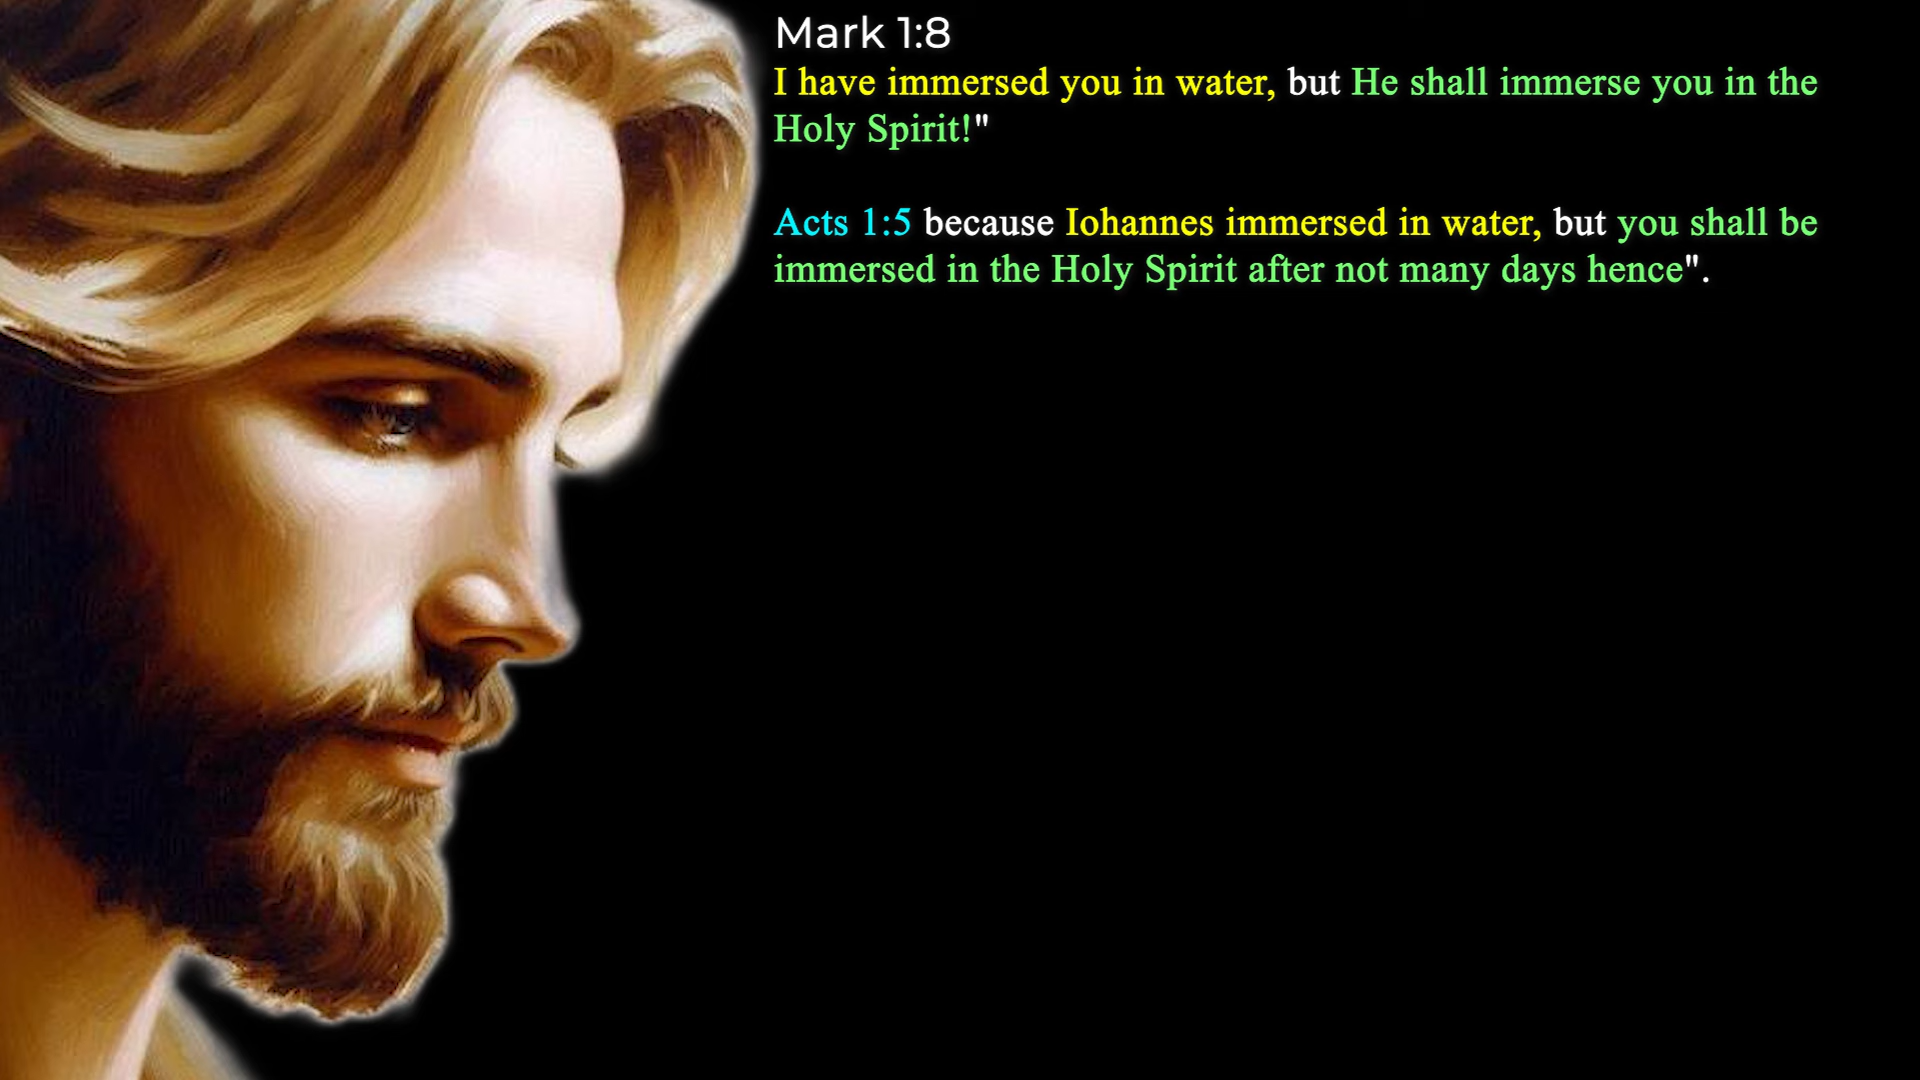 Mark 1:8
I have immersed you in water, but He shall immerse you in the
Holy Spirit!"
Acts 1:5 because Iohannes immersed in water, but you shall be
immersed in the Holy Spirit after not many days hence".